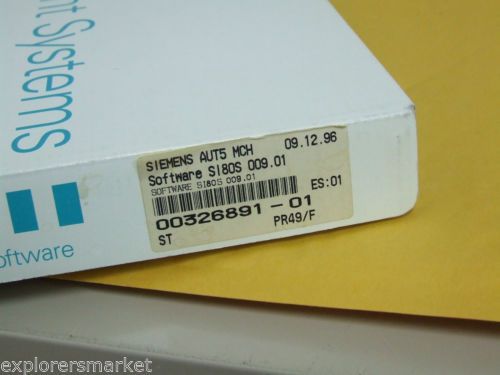 nt Systems
oftware
SIEMENS AUT5 MCH 09.12.96
Software SI80S 009.01
SOFTWARE SI80S 009.01
ES:01
00326891-01
ST PR49/F
explorersmarket